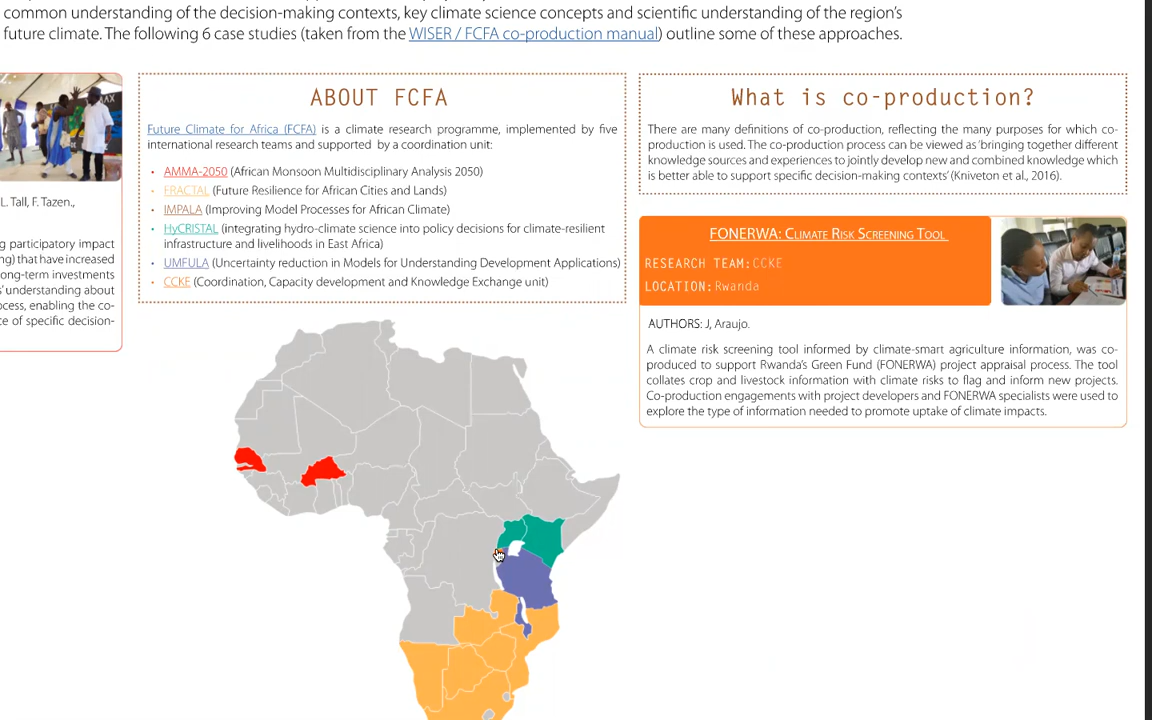 common understanding of the decision-making contexts, key climate science concepts and scientific understanding of the region's
future climate. The following 6 case studies (taken from the WISER / FCFA co-production manual) outline some of these approaches.
L. Tall, F. Tazen.,
g participatory impact
ng) that have increased
ong-term investments
s' understanding about
ocess, enabling the co-
ce of specific decision-
ABOUT FCFA
Future Climate for Africa (FCFA) is a climate research programme, implemented by five
international research teams and supported by a coordination unit:
• AMMA-2050 (African Monsoon Multidisciplinary Analysis 2050)
• FRACTAL (Future Resilience for African Cities and Lands)
• IMPALA (Improving Model Processes for African Climate)
• HyCRISTAL (integrating hydro-climate science into policy decisions for climate-resilient
infrastructure and livelihoods in East Africa)
• UMFULA (Uncertainty reduction in Models for Understanding Development Applications)
• CCKE (Coordination, Capacity development and Knowledge Exchange unit)
What is co-production?
There are many definitions of co-production, reflecting the many purposes for which co-
production is used. The co-production process can be viewed as 'bringing together different
knowledge sources and experiences to jointly develop new and combined knowledge which
is better able to support specific decision-making contexts' (Kniveton et al., 2016).
FONERWA: Climate Risk Screening Tool
RESEARCH TEAM: CCKE
LOCATION: Rwanda
AUTHORS: J, Araujo.
A climate risk screening tool informed by climate-smart agriculture information, was co-
produced to support Rwanda's Green Fund (FONERWA) project appraisal process. The tool
collates crop and livestock information with climate risks to flag and inform new projects.
Co-production engagements with project developers and FONERWA specialists were used to
explore the type of information needed to promote uptake of climate impacts.